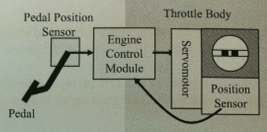 Pedal Position
Sensor
Throttle Body
Engine
Control
Module
Servomotor
Position
Sensor
Pedal